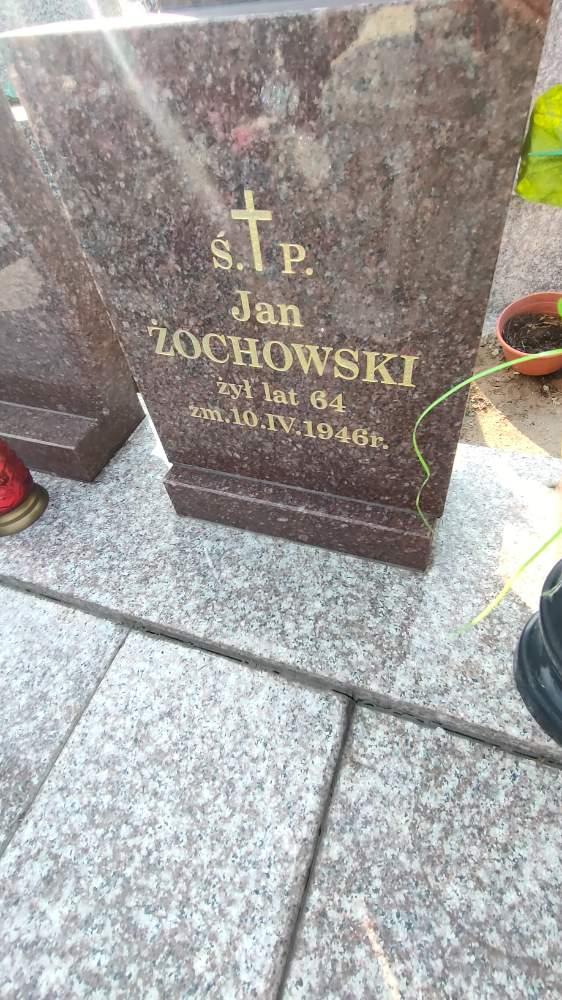 Ś. P.
Jan
ŻOCHOWSKI
żył lat 64
zm.10.IV.1946r.